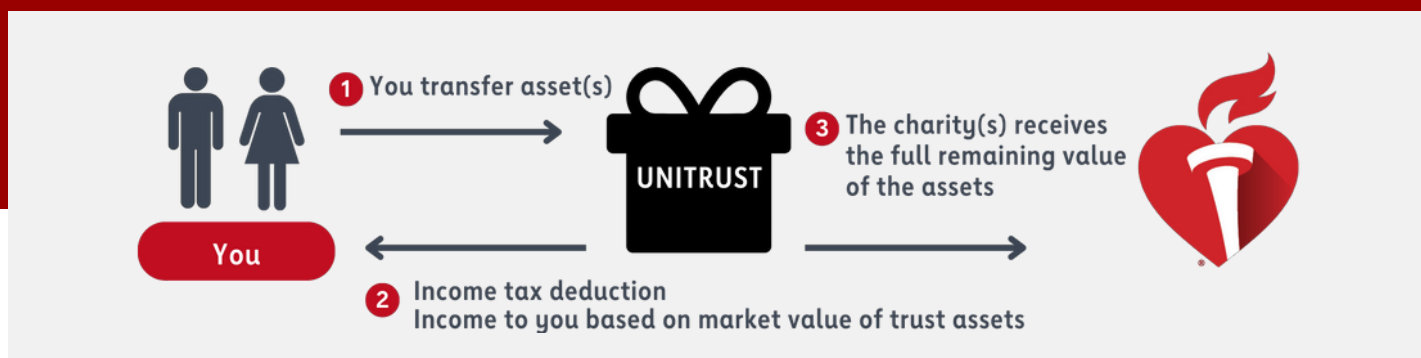 1 You transfer asset(s)
UNITRUST
3 The charity(s) receives
the full remaining value
of the assets
You
2 Income tax deduction
Income to you based on market value of trust assets
®